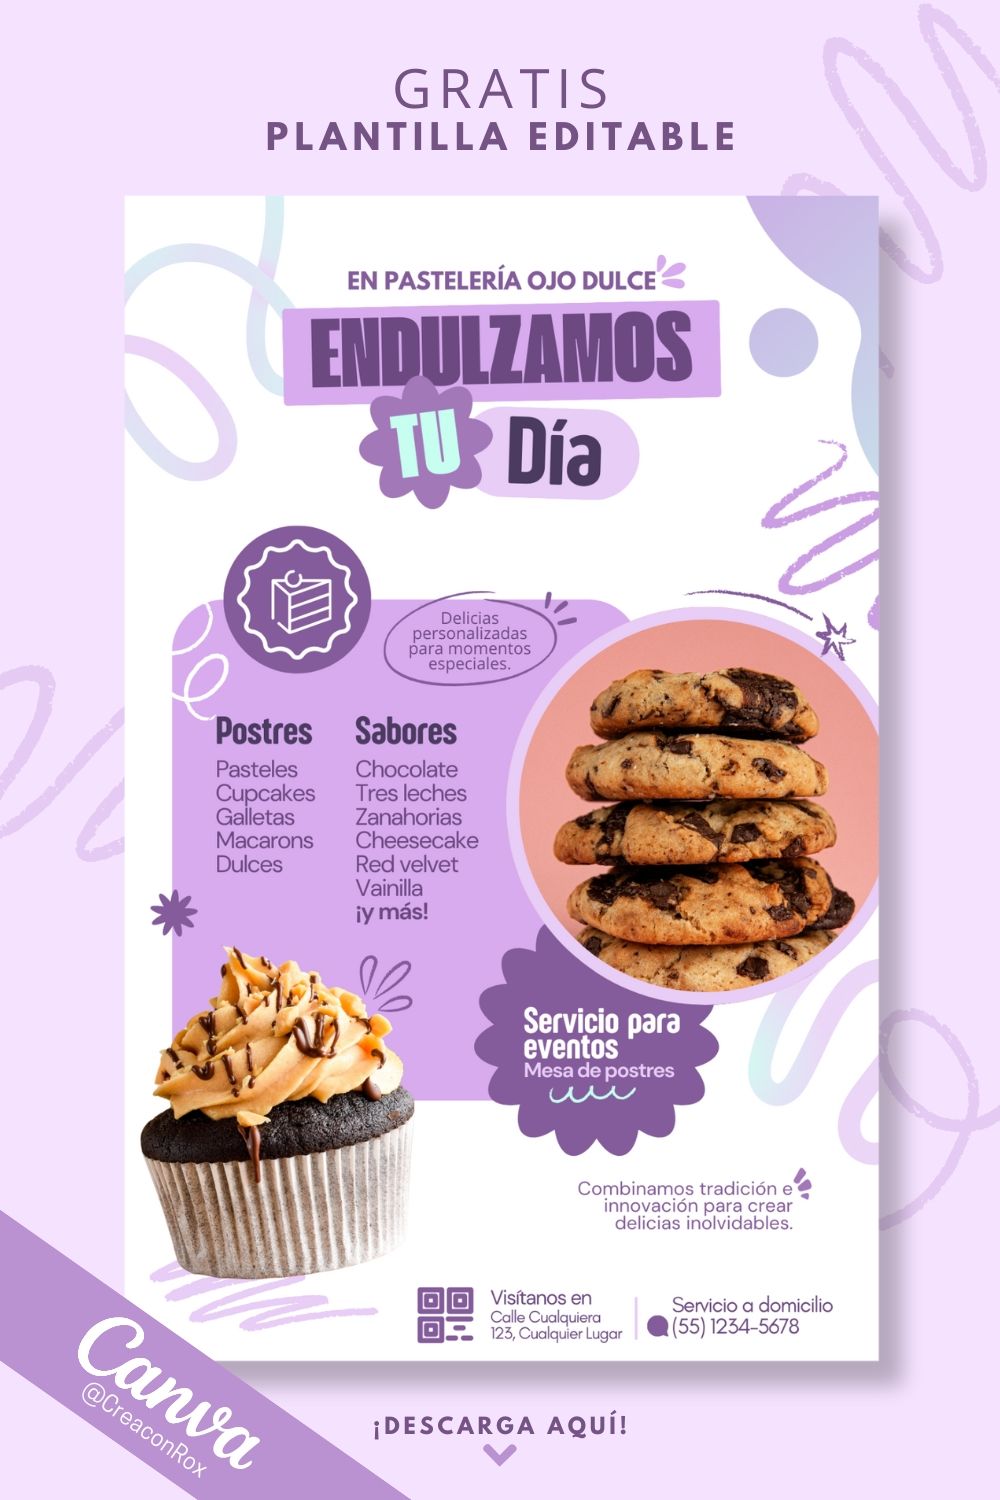 GRATIS
PLANTILLA EDITABLE
EN PASTELERÍA OJO DULCE
ENDULZAMOS
TU Día
Delicias
personalizadas
para momentos
especiales.
Postres
Pasteles
Cupcakes
Galletas
Macarons
Dulces
Sabores
Chocolate
Tres leches
Zanahorias
Cheesecake
Red velvet
Vainilla
¡y más!
Servicio para
eventos
Mesa de postres
Combinamos tradición e
innovación para crear
delicias inolvidables.
Visítanos en
Calle Cualquiera
123, Cualquier Lugar
Servicio a domicilio
(55) 1234-5678
Canva
@CreaconRox
¡DESCARGA AQUÍ!